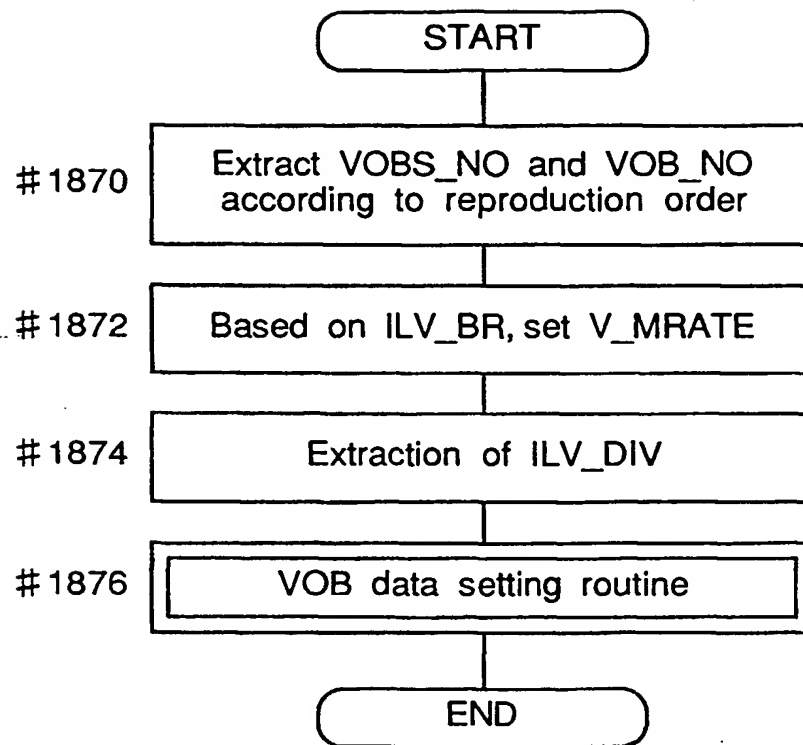 START
#1870
Extract VOBS_NO and VOB_NO
according to reproduction order
#1872
Based on ILV_BR, set V_MRATE
#1874
Extraction of ILV_DIV
#1876
VOB data setting routine
END